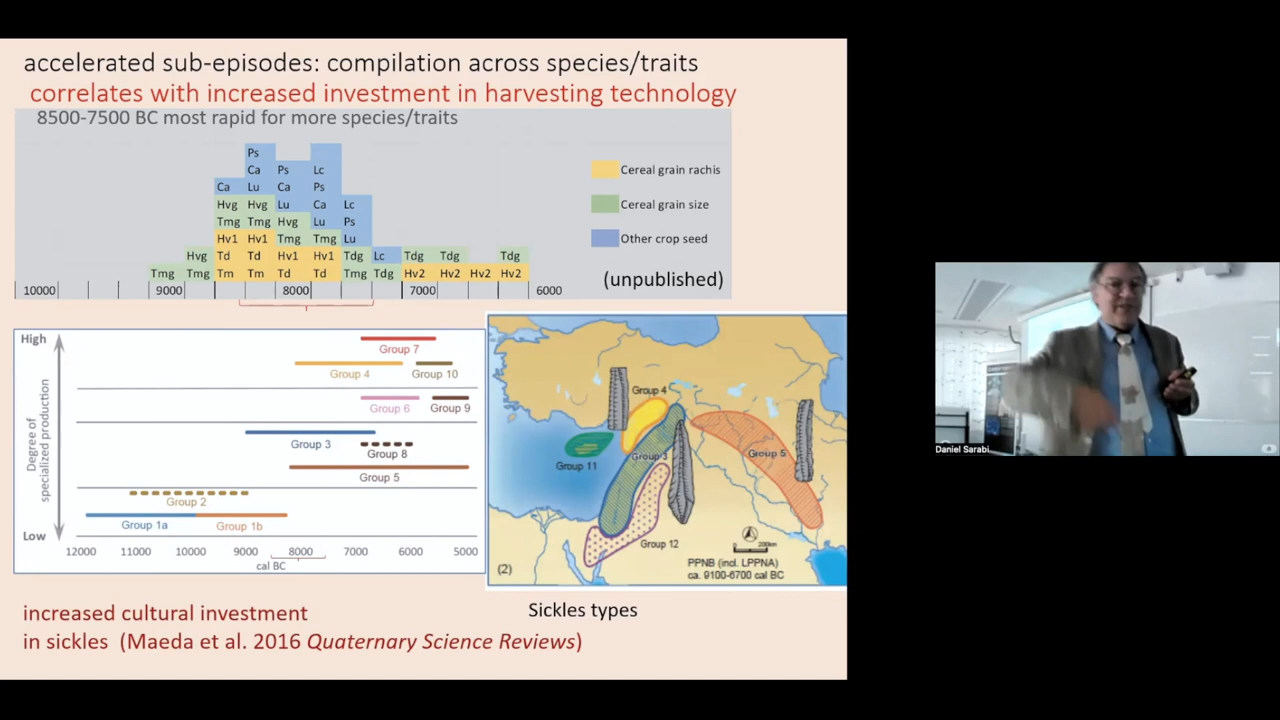 accelerated sub-episodes: compilation across species/traits
correlates with increased investment in harvesting technology
8500-7500 BC most rapid for more species/traits
Ps
Ca Ps Lc
Ca Lu Ca Ps
Hvg Hvg Lu Ca Lc
Tmg Tmg Hvg Lu Ps
Hv1 Hv1 Tmg Tmg Lu
Hvg Td Td Hv1 Hv1 Tdg Lc Tdg Tdg Tdg
Tmg Tmg Tm Tm Td Td Tmg Tdg Hv2 Hv2 Hv2 Hv2
Cereal grain rachis
Cereal grain size
Other crop seed
(unpublished)
10000 9000 8000 7000 6000
High
Degree of
specialized production
Low
Group 7
Group 4 Group 10
Group 6 Group 9
Group 3
Group 8
Group 5
Group 2
Group 1a Group 1b
12000 11000 10000 9000 8000 7000 6000 5000
cal BC
Group 4
Group 3
Group 5
Group 11
Group 12
200km
PPNB (incl. LPPNA)
ca. 9100-6700 cal BC
(2)
increased cultural investment
in sickles (Maeda et al. 2016 Quaternary Science Reviews)
Sickles types
Daniel Sarabi